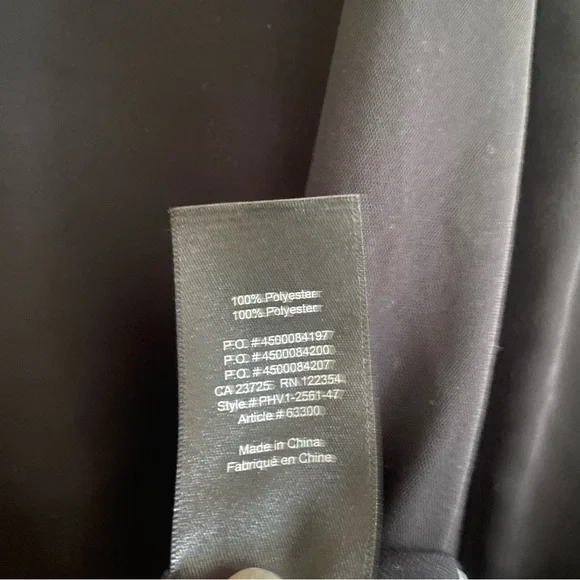 100% Polyester
100% Polyester
P.O. # 4500084197
P.O. # 4500084200
P.O. # 4500084207
CA 23725 RN 122354
Style # PHV1-2561-47
Article # 63300
Made in China
Fabriqué en Chine